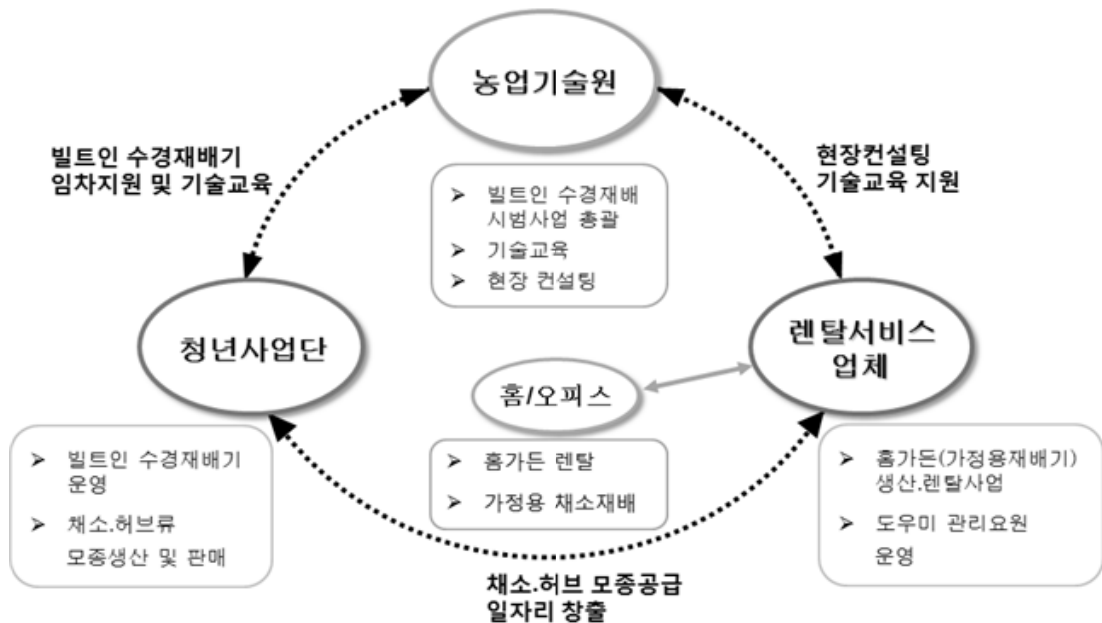 농업기술원
빌트인 수경재배기
임차지원 및 기술교육
현장컨설팅
기술교육 지원
➤ 빌트인 수경재배
시범사업 총괄
➤ 기술교육
➤ 현장 컨설팅
청년사업단
렌탈서비스
업체
홈/오피스
➤ 빌트인 수경재배기
운영
➤ 채소.허브류
모종생산 및 판매
➤ 홈가든 렌탈
➤ 가정용 채소재배
➤ 홈가든(가정용재배기)
생산.렌탈사업
➤ 도우미 관리요원
운영
채소.허브 모종공급
일자리 창출